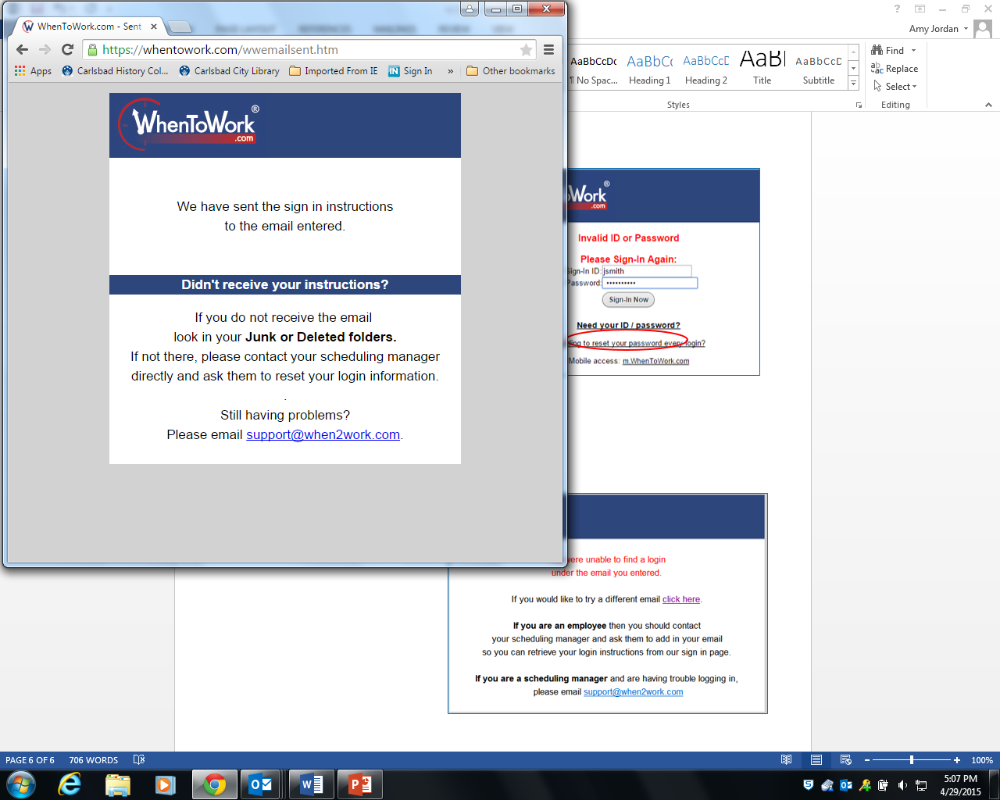 WhenToWork.com - Sent
https://whentowork.com/wwemailsent.htm
Apps Carlsbad History Col... Carlsbad City Library Imported From IE Sign In » Other bookmarks
WhenToWork®
.com
We have sent the sign in instructions
to the email entered.
Didn't receive your instructions?
If you do not receive the email
look in your Junk or Deleted folders.
If not there, please contact your scheduling manager
directly and ask them to reset your login information.
.
Still having problems?
Please email support@when2work.com.
Amy Jordan
AaBbCcDc AaBbCc AaBbCcD AaB AaBbCcD
¶ No Spac... Heading 1 Heading 2 Title Subtitle
Styles
Find
Replace
Select
Editing
Work®
.com
Invalid ID or Password
Please Sign-In Again:
Sign-In ID: jsmith
Password: ••••••••••
Sign-In Now
Need your ID / password?
to reset your password every login?
Mobile access: m.WhenToWork.com
were unable to find a login
under the email you entered.
If you would like to try a different email click here.
If you are an employee then you should contact
your scheduling manager and ask them to add in your email
so you can retrieve your login instructions from our sign in page.
If you are a scheduling manager and are having trouble logging in,
please email support@when2work.com
PAGE 6 OF 6 706 WORDS 100%
5:07 PM
4/29/2015